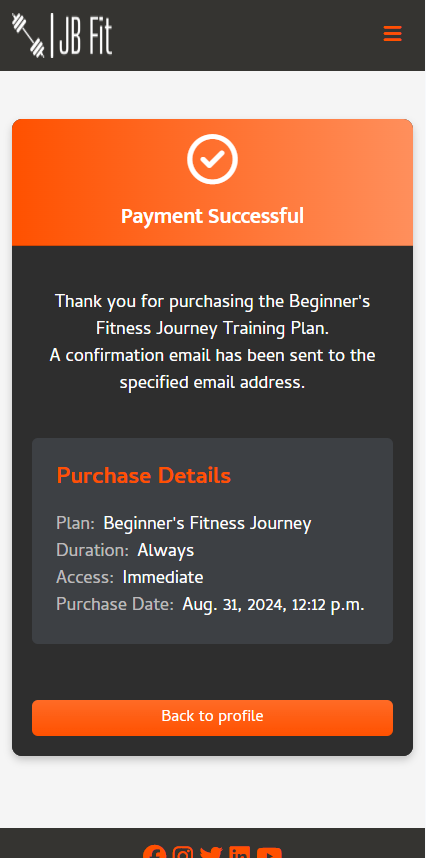 JB Fit
Payment Successful
Thank you for purchasing the Beginner's
Fitness Journey Training Plan.
A confirmation email has been sent to the
specified email address.
Purchase Details
Plan: Beginner's Fitness Journey
Duration: Always
Access: Immediate
Purchase Date: Aug. 31, 2024, 12:12 p.m.
Back to profile